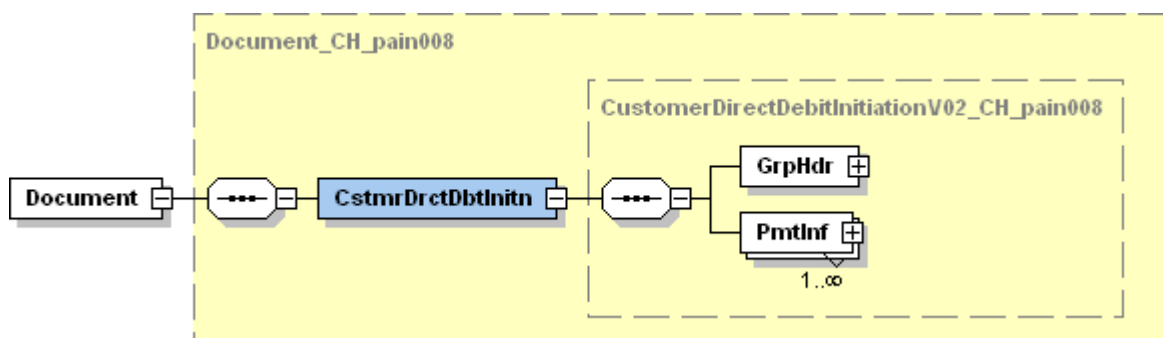 Document_CH_pain008
CustomerDirectDebitInitiationV02_CH_pain008
GrpHdr
Document
CstmrDrctDbtInitn
PmtInf
1..∞